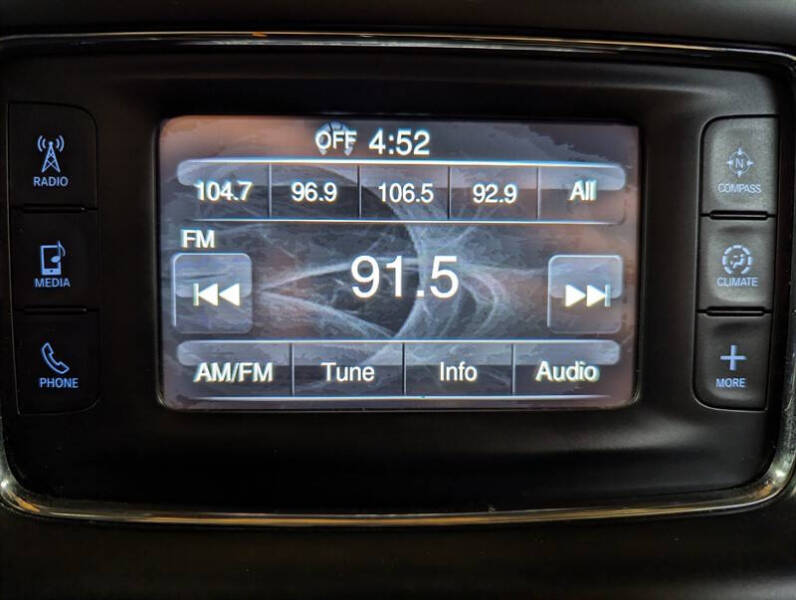 OFF 4:52
RADIO
104.7 96.9 106.5 92.9 All
N
COMPASS
FM
MEDIA
91.5
CLIMATE
AM/FM Tune Info Audio
PHONE
MORE